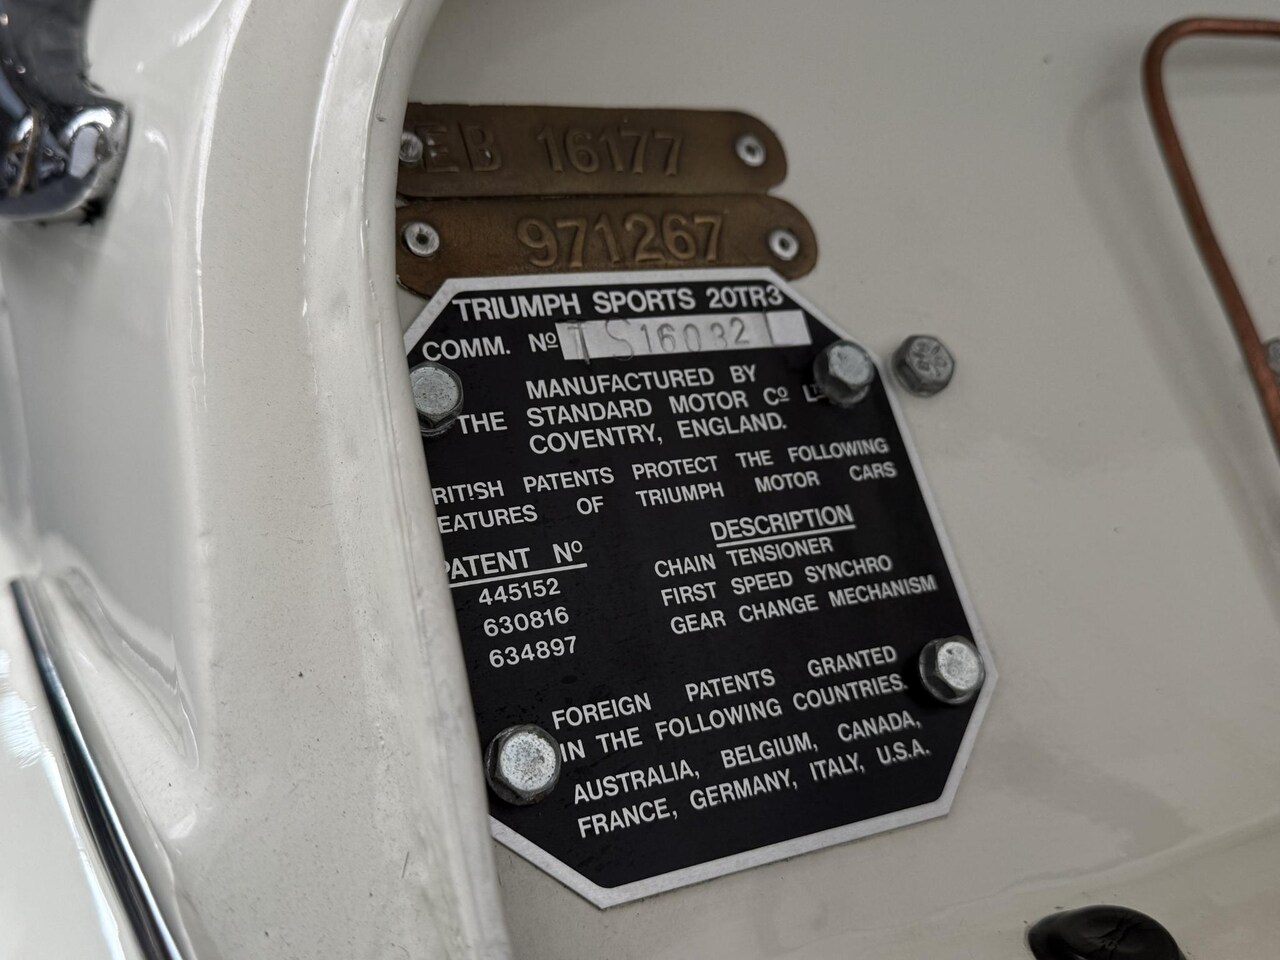 EB 16177
971267
TRIUMPH SPORTS 20TR3
COMM. Nº TS16032 L
MANUFACTURED BY
THE STANDARD MOTOR Cº Lᵀ
COVENTRY, ENGLAND.
RITISH PATENTS PROTECT THE FOLLOWING
EATURES OF TRIUMPH MOTOR CARS
PATENT Nº DESCRIPTION
445152 CHAIN TENSIONER
630816 FIRST SPEED SYNCHRO
634897 GEAR CHANGE MECHANISM
FOREIGN PATENTS GRANTED
IN THE FOLLOWING COUNTRIES.
AUSTRALIA, BELGIUM, CANADA,
FRANCE, GERMANY, ITALY, U.S.A.